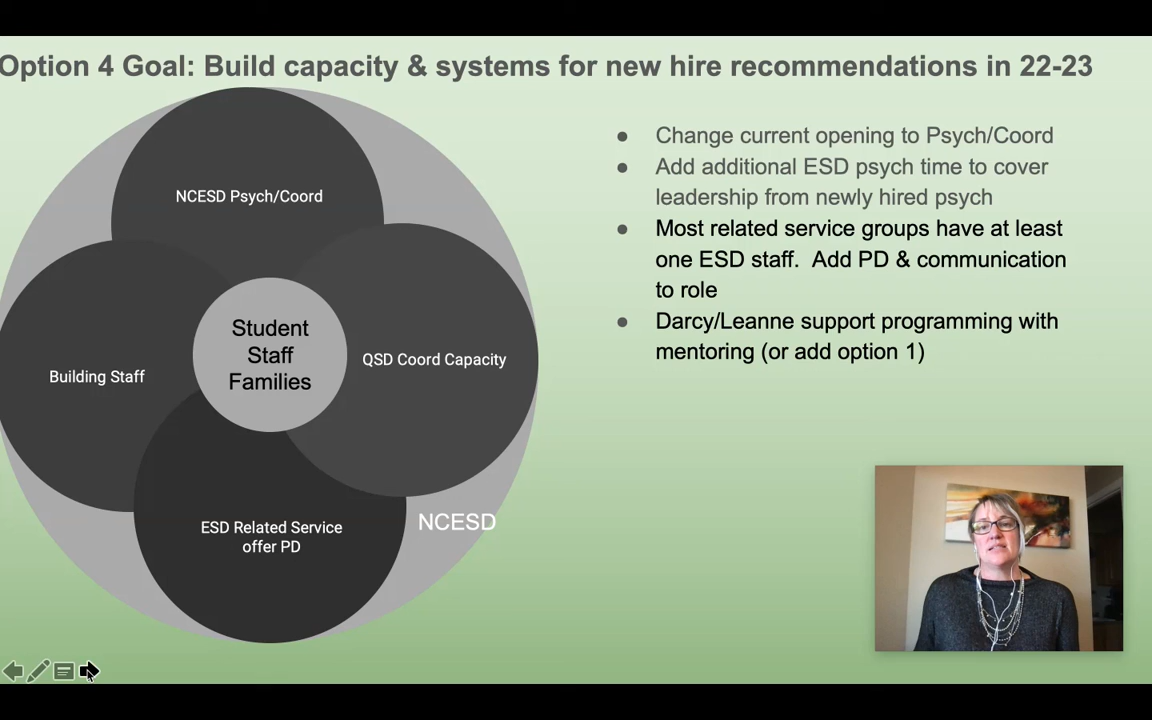 Option 4 Goal: Build capacity & systems for new hire recommendations in 22-23
NCESD Psych/Coord
Building Staff
Student
Staff
Families
QSD Coord Capacity
ESD Related Service
offer PD
NCESD
● Change current opening to Psych/Coord
● Add additional ESD psych time to cover
leadership from newly hired psych
● Most related service groups have at least
one ESD staff.  Add PD & communication
to role
● Darcy/Leanne support programming with
mentoring (or add option 1)